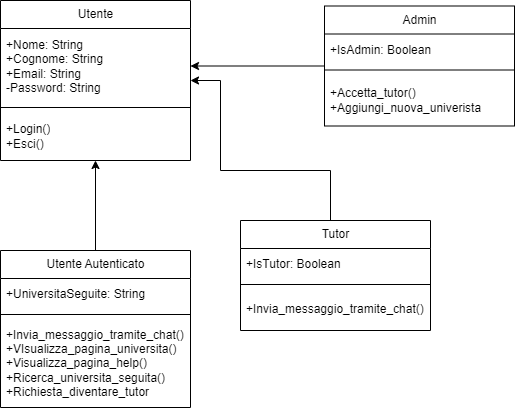 Utente
+Nome: String
+Cognome: String
+Email: String
-Password: String
+Login()
+Esci()
Admin
+IsAdmin: Boolean
+Accetta_tutor()
+Aggiungi_nuova_univerista
Utente Autenticato
+UniversitaSeguite: String
+Invia_messaggio_tramite_chat()
+VIsualizza_pagina_universita()
+Visualizza_pagina_help()
+Ricerca_universita_seguita()
+Richiesta_diventare_tutor
Tutor
+IsTutor: Boolean
+Invia_messaggio_tramite_chat()